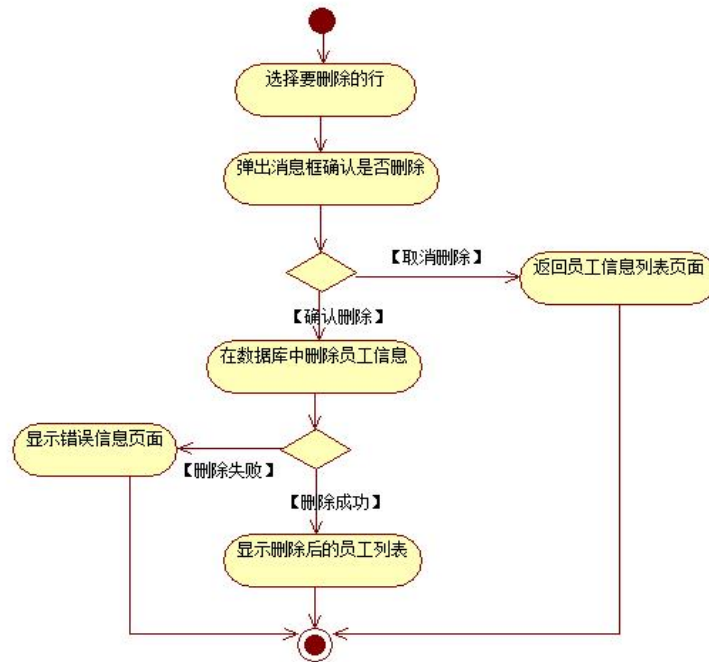 选择要删除的行
弹出消息框确认是否删除
【取消删除】
返回员工信息列表页面
【确认删除】
在数据库中删除员工信息
显示错误信息页面
【删除失败】
【删除成功】
显示删除后的员工列表